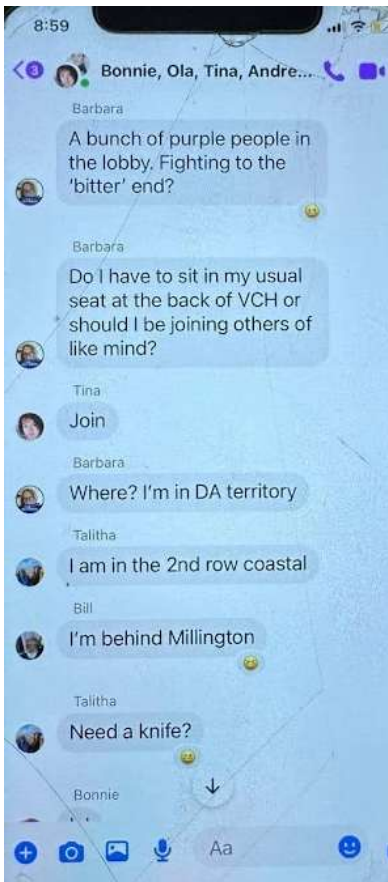 8:59
3
Bonnie, Ola, Tina, Andre...
Barbara
A bunch of purple people in
the lobby. Fighting to the
'bitter' end?
Barbara
Do I have to sit in my usual
seat at the back of VCH or
should I be joining others of
like mind?
Tina
Join
Barbara
Where? I'm in DA territory
Talitha
I am in the 2nd row coastal
Bill
I'm behind Millington
Talitha
Need a knife?
Bonnie
Aa